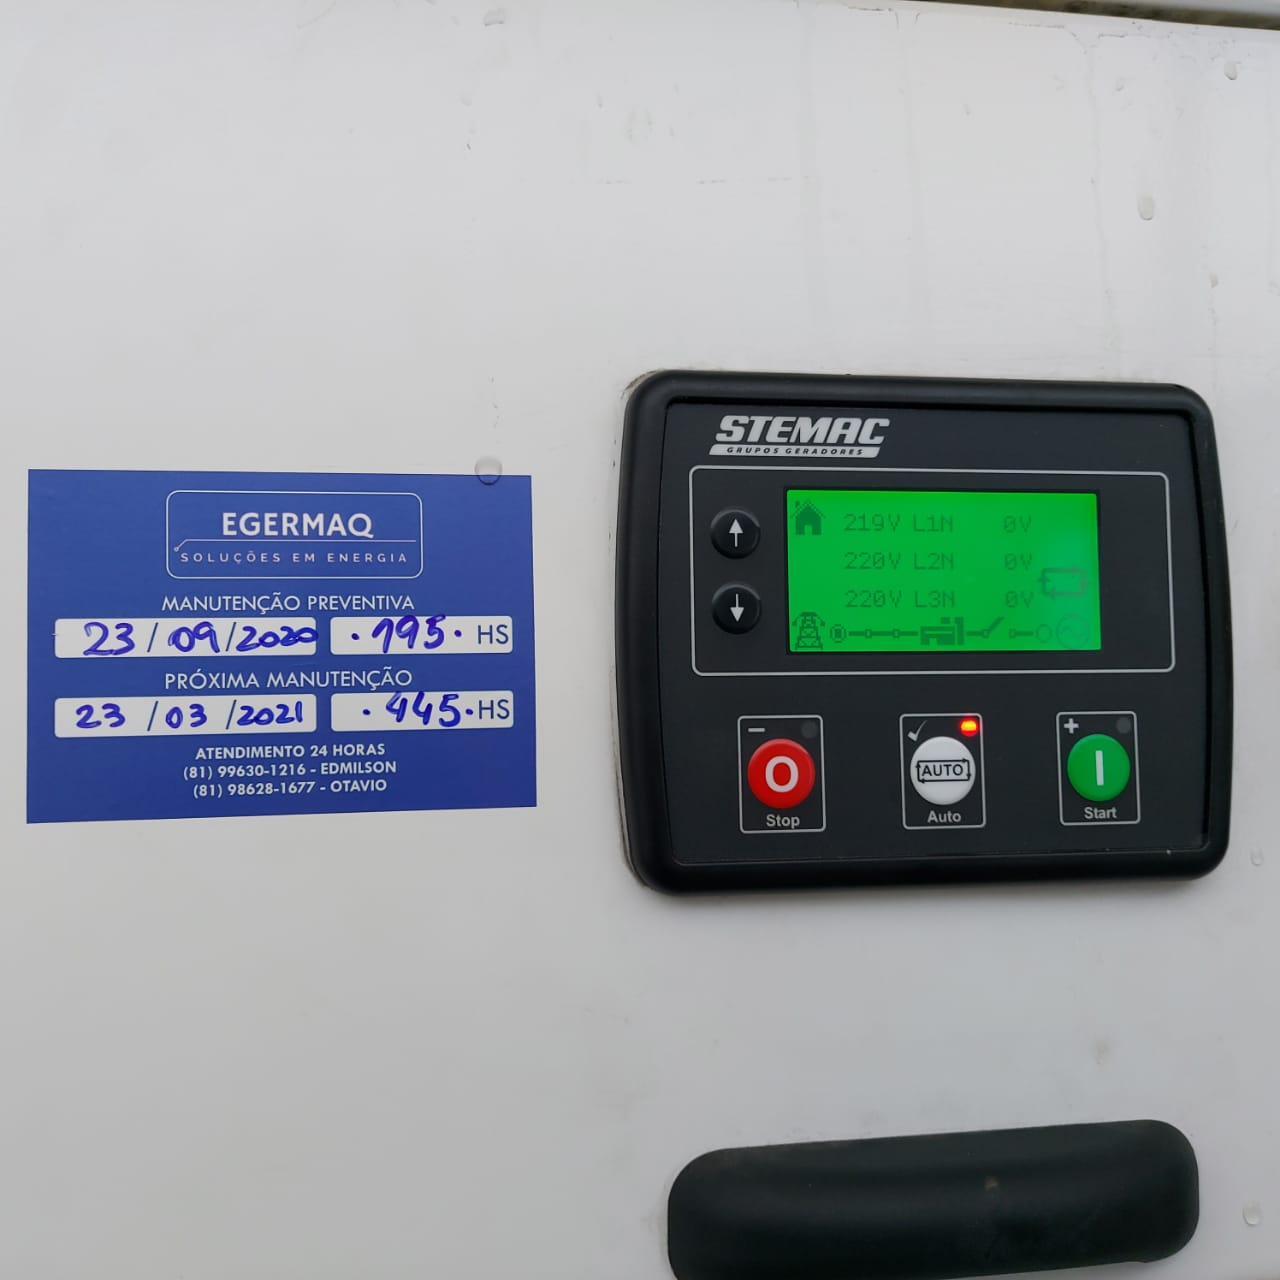 EGERMAQ
SOLUÇÕES EM ENERGIA
MANUTENÇÃO PREVENTIVA
23/09/2020 .195. HS
PRÓXIMA MANUTENÇÃO
23/03/2021 .445. HS
ATENDIMENTO 24 HORAS
(81) 99630-1216 - EDMILSON
(81) 98628-1677 - OTAVIO
STEMAC
GRUPOS GERADORES
219V L1N 0V
220V L2N 0V
220V L3N 0V
Stop
AUTO
Auto
Start